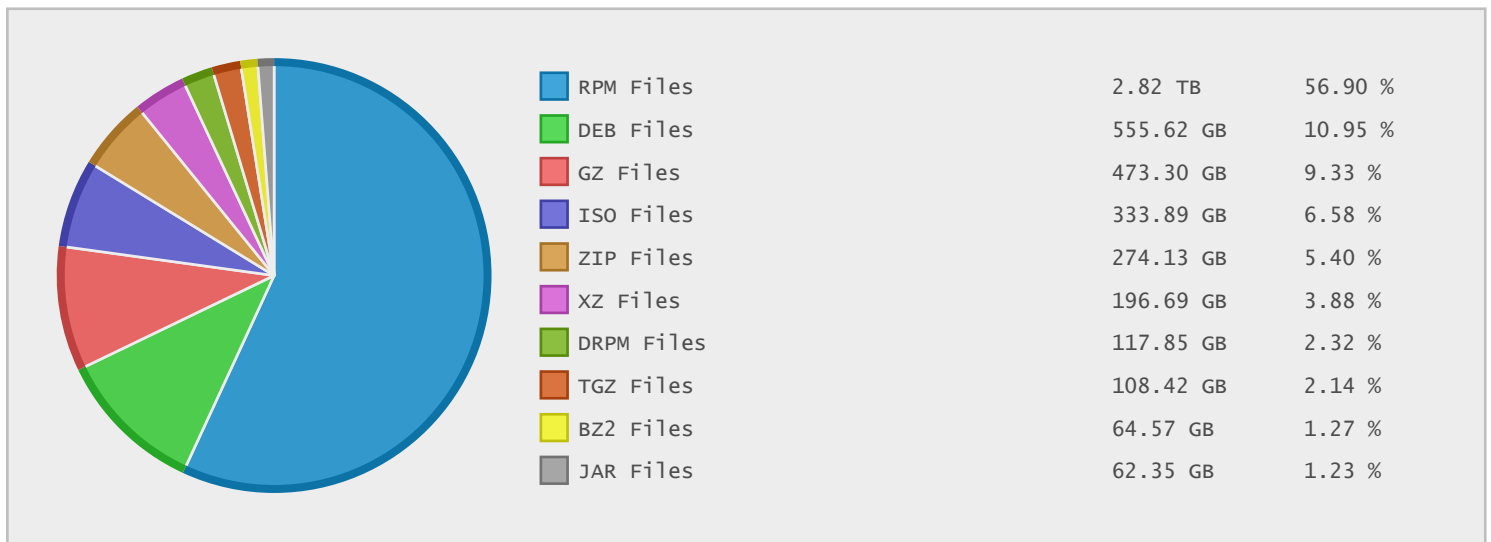 RPM Files 2.82 TB 56.90 %
DEB Files 555.62 GB 10.95 %
GZ Files 473.30 GB 9.33 %
ISO Files 333.89 GB 6.58 %
ZIP Files 274.13 GB 5.40 %
XZ Files 196.69 GB 3.88 %
DRPM Files 117.85 GB 2.32 %
TGZ Files 108.42 GB 2.14 %
BZ2 Files 64.57 GB 1.27 %
JAR Files 62.35 GB 1.23 %